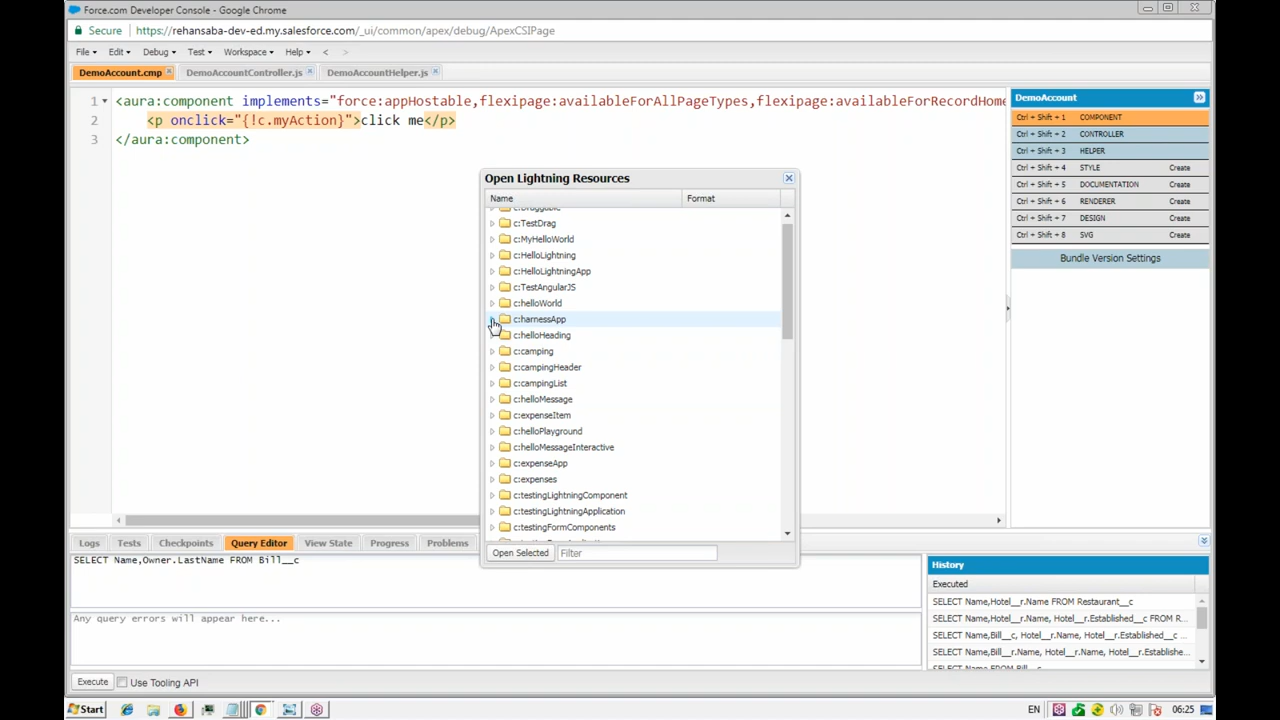 Force.com Developer Console - Google Chrome
Secure https://rehansaba-dev-ed.my.salesforce.com/_ui/common/apex/debug/ApexCSIPage
File Edit Debug Test Workspace Help < >
DemoAccount.cmp DemoAccountController.js DemoAccountHelper.js
1 <aura:component implements="force:appHostable,flexipage:availableForAllPageTypes,flexipage:availableForRecordHome
2 <p onclick="{!c.myAction}">click me</p>
3 </aura:component>
DemoAccount
Ctrl + Shift + 1 COMPONENT
Ctrl + Shift + 2 CONTROLLER
Ctrl + Shift + 3 HELPER
Ctrl + Shift + 4 STYLE Create
Ctrl + Shift + 5 DOCUMENTATION Create
Ctrl + Shift + 6 RENDERER Create
Ctrl + Shift + 7 DESIGN Create
Ctrl + Shift + 8 SVG Create
Bundle Version Settings
Open Lightning Resources
Name Format
c:Draggable
c:TestDrag
c:MyHelloWorld
c:HelloLightning
c:HelloLightningApp
c:TestAngularJS
c:helloWorld
c:harnessApp
c:helloHeading
c:camping
c:campingHeader
c:campingList
c:helloMessage
c:expenseItem
c:helloPlayground
c:helloMessageInteractive
c:expenseApp
c:expenses
c:testingLightningComponent
c:testingLightningApplication
c:testingFormComponents
Open Selected Filter
Logs Tests Checkpoints Query Editor View State Progress Problems
SELECT Name,Owner.LastName FROM Bill__c
Any query errors will appear here...
Execute Use Tooling API
History
Executed
SELECT Name,Hotel__r.Name FROM Restaurant__c
SELECT Name,Hotel__r.Name, Hotel__r.Established__c FROM R...
SELECT Name,Bill__c, Hotel__r.Name, Hotel__r.Established__c ...
SELECT Name,Bill__r.Name, Hotel__r.Name, Hotel__r.Establishe...
SELECT Name FROM Bill__c
Start EN 06:25